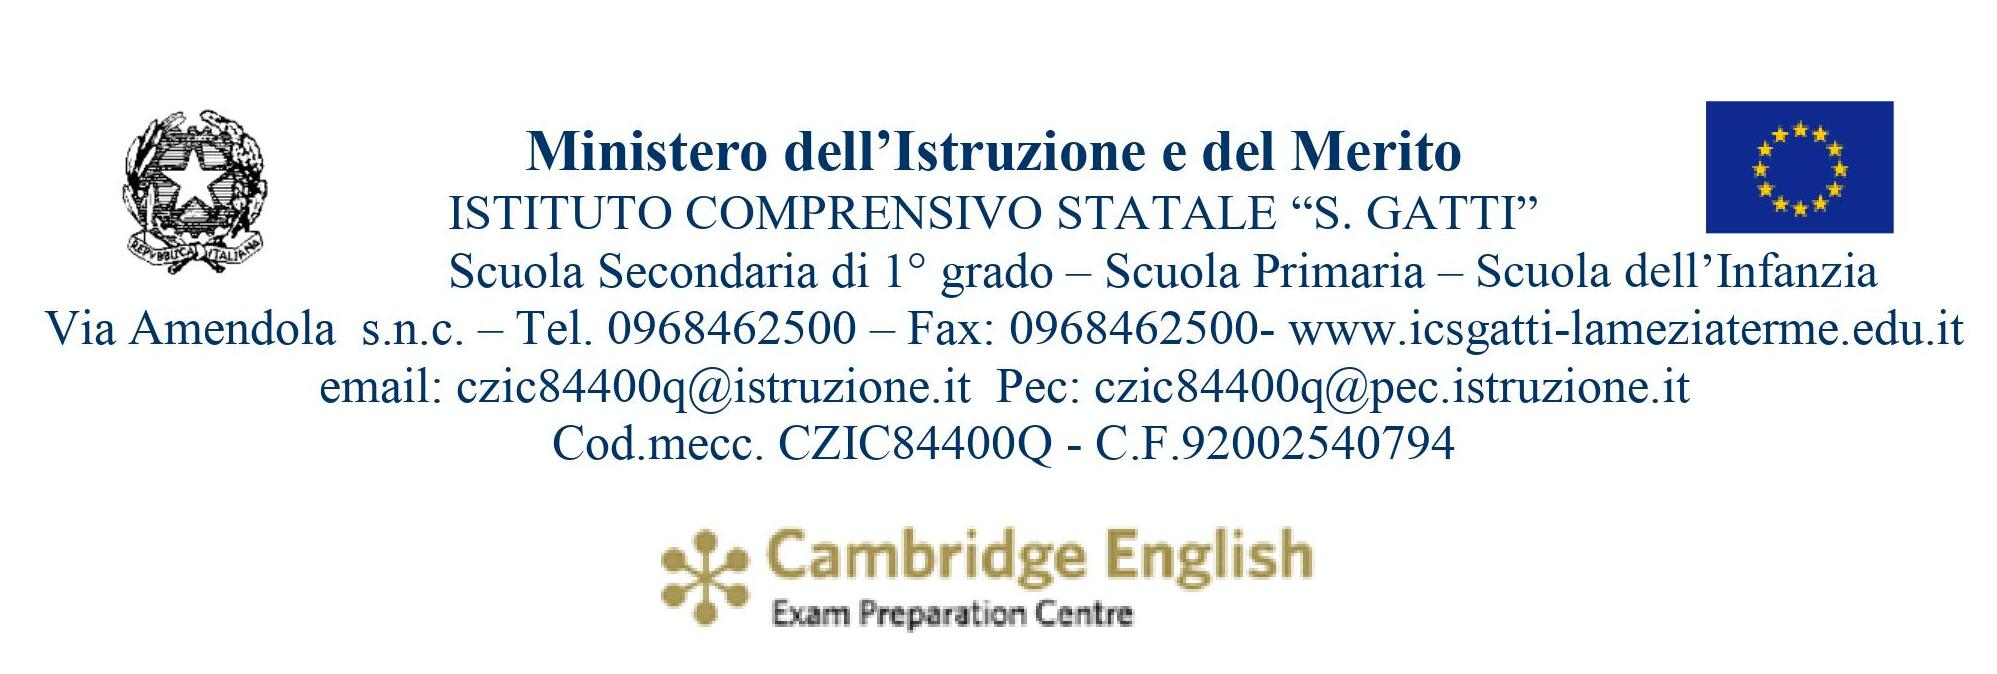 Ministero dell’Istruzione e del Merito
ISTITUTO COMPRENSIVO STATALE “S. GATTI”
Scuola Secondaria di 1° grado – Scuola Primaria – Scuola dell’Infanzia
Via Amendola s.n.c. – Tel. 0968462500 – Fax: 0968462500- www.icsgatti-lameziaterme.edu.it
email: czic84400q@istruzione.it Pec: czic84400q@pec.istruzione.it
Cod.mecc. CZIC84400Q - C.F.92002540794
REPVBBLICA ITALIANA
Cambridge English
Exam Preparation Centre